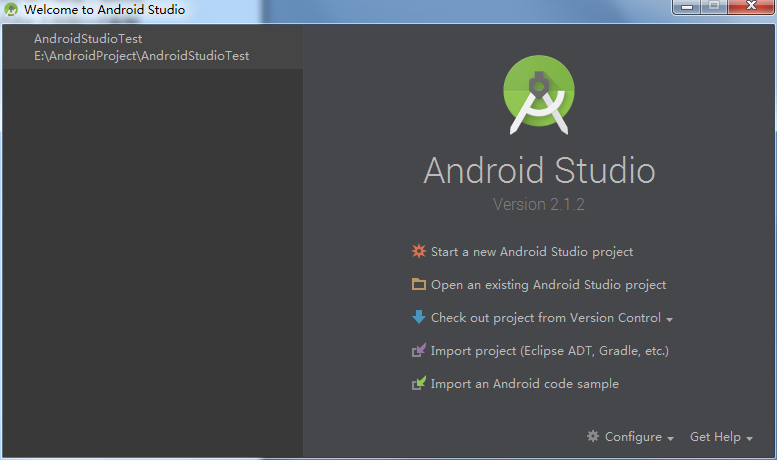 Welcome to Android Studio
AndroidStudioTest
E:\AndroidProject\AndroidStudioTest
Android Studio
Version 2.1.2
Start a new Android Studio project
Open an existing Android Studio project
Check out project from Version Control
Import project (Eclipse ADT, Gradle, etc.)
Import an Android code sample
Configure
Get Help